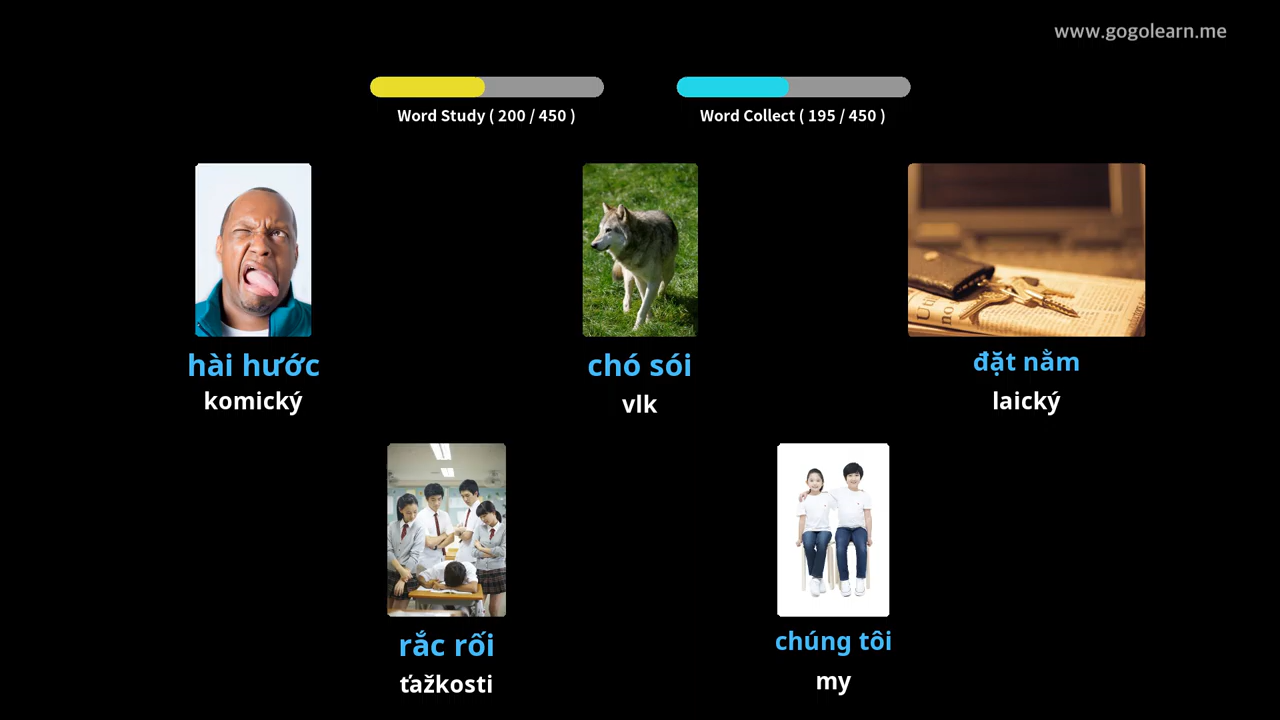 www.gogolearn.me
Word Study ( 200 / 450 )
Word Collect ( 195 / 450 )
hài hước
komický
chó sói
vlk
đặt nằm
laický
rắc rối
ťažkosti
chúng tôi
my